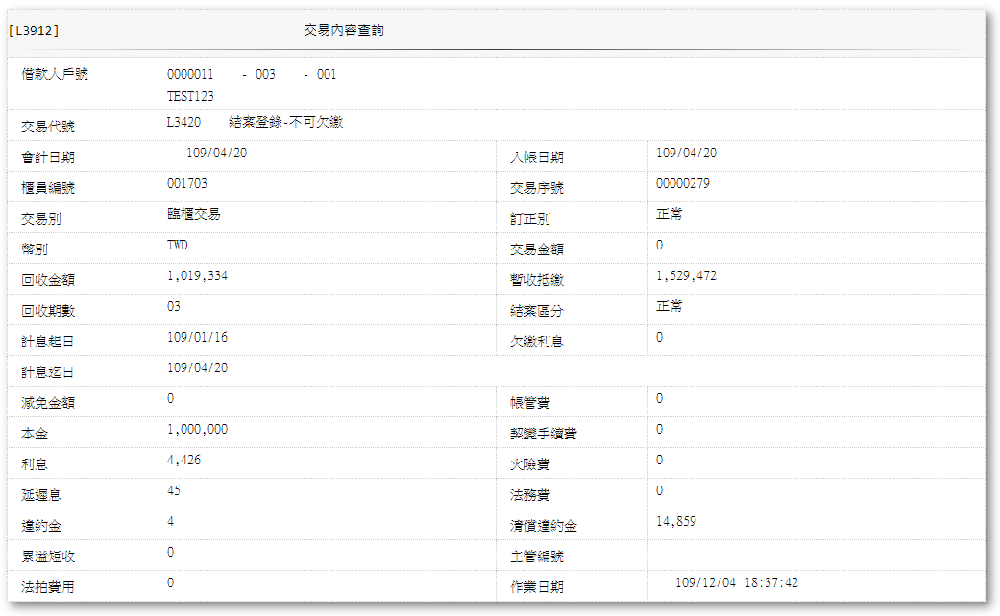 [L3912] 交易內容查詢
借款人戶號 0000011 - 003 - 001
TEST123
交易代號 L3420 結案登錄-不可欠繳
會計日期 109/04/20 入帳日期 109/04/20
櫃員編號 001703 交易序號 00000279
交易別 臨櫃交易 訂正別 正常
幣別 TWD 交易金額 0
回收金額 1,019,334 暫收抵繳 1,529,472
回收期數 03 結案區分 正常
計息起日 109/01/16 欠繳利息 0
計息迄日 109/04/20
減免金額 0 帳管費 0
本金 1,000,000 契變手續費 0
利息 4,426 火險費 0
延遲息 45 法務費 0
違約金 4 清償違約金 14,859
累溢短收 0 主管編號
法拍費用 0 作業日期 109/12/04 18:37:42